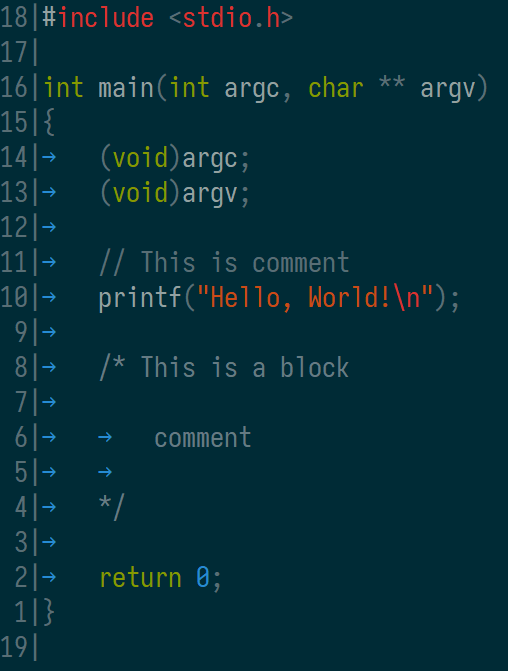 18|#include <stdio.h>
17|
16|int main(int argc, char ** argv)
15|{
14|→   (void)argc;
13|→   (void)argv;
12|→
11|→   // This is comment
10|→   printf("Hello, World!\n");
 9|→
 8|→   /* This is a block
 7|→
 6|→   →   comment
 5|→   →
 4|→   */
 3|→
 2|→   return 0;
 1|}
19|